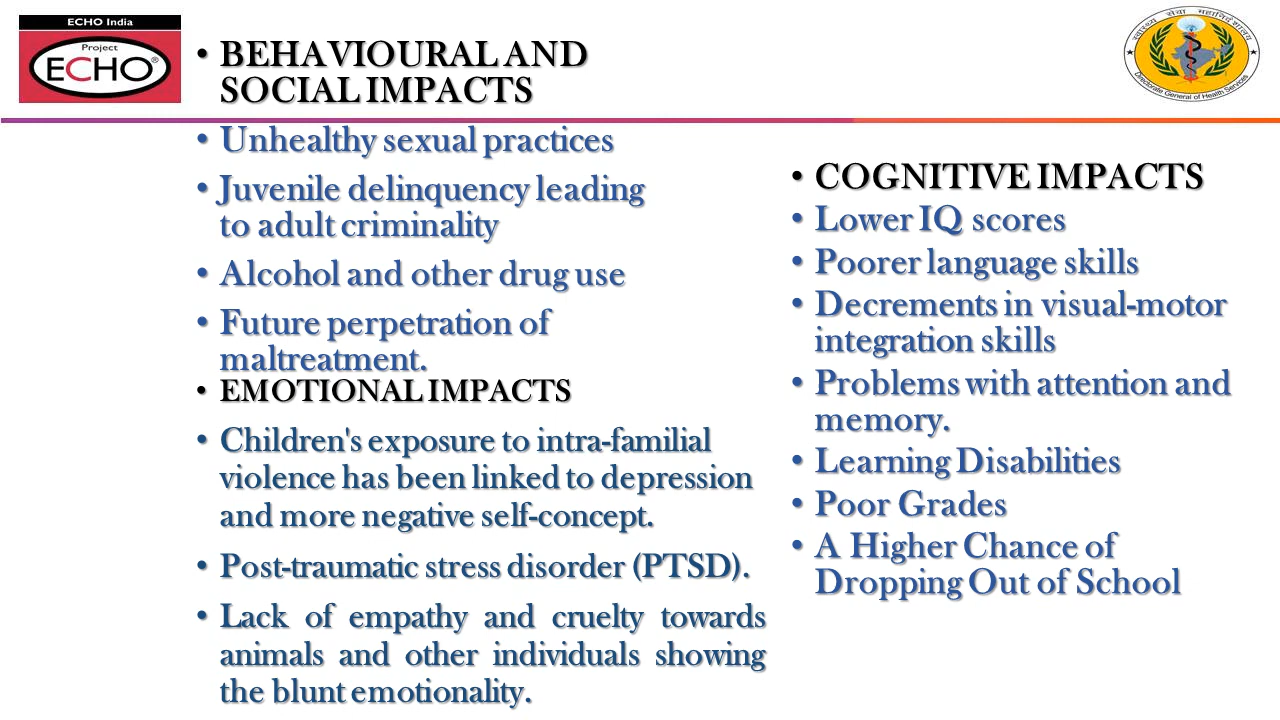 ECHO India
Project
ECHO®
स्वास्थ्य सेवा महानिदेशालय
Directorate General of Health Services
• BEHAVIOURAL AND
SOCIAL IMPACTS
• Unhealthy sexual practices
• Juvenile delinquency leading
to adult criminality
• Alcohol and other drug use
• Future perpetration of
maltreatment.
• EMOTIONAL IMPACTS
• Children's exposure to intra-familial
violence has been linked to depression
and more negative self-concept.
• Post-traumatic stress disorder (PTSD).
• Lack of empathy and cruelty towards
animals and other individuals showing
the blunt emotionality.
• COGNITIVE IMPACTS
• Lower IQ scores
• Poorer language skills
• Decrements in visual-motor
integration skills
• Problems with attention and
memory.
• Learning Disabilities
• Poor Grades
• A Higher Chance of
Dropping Out of School